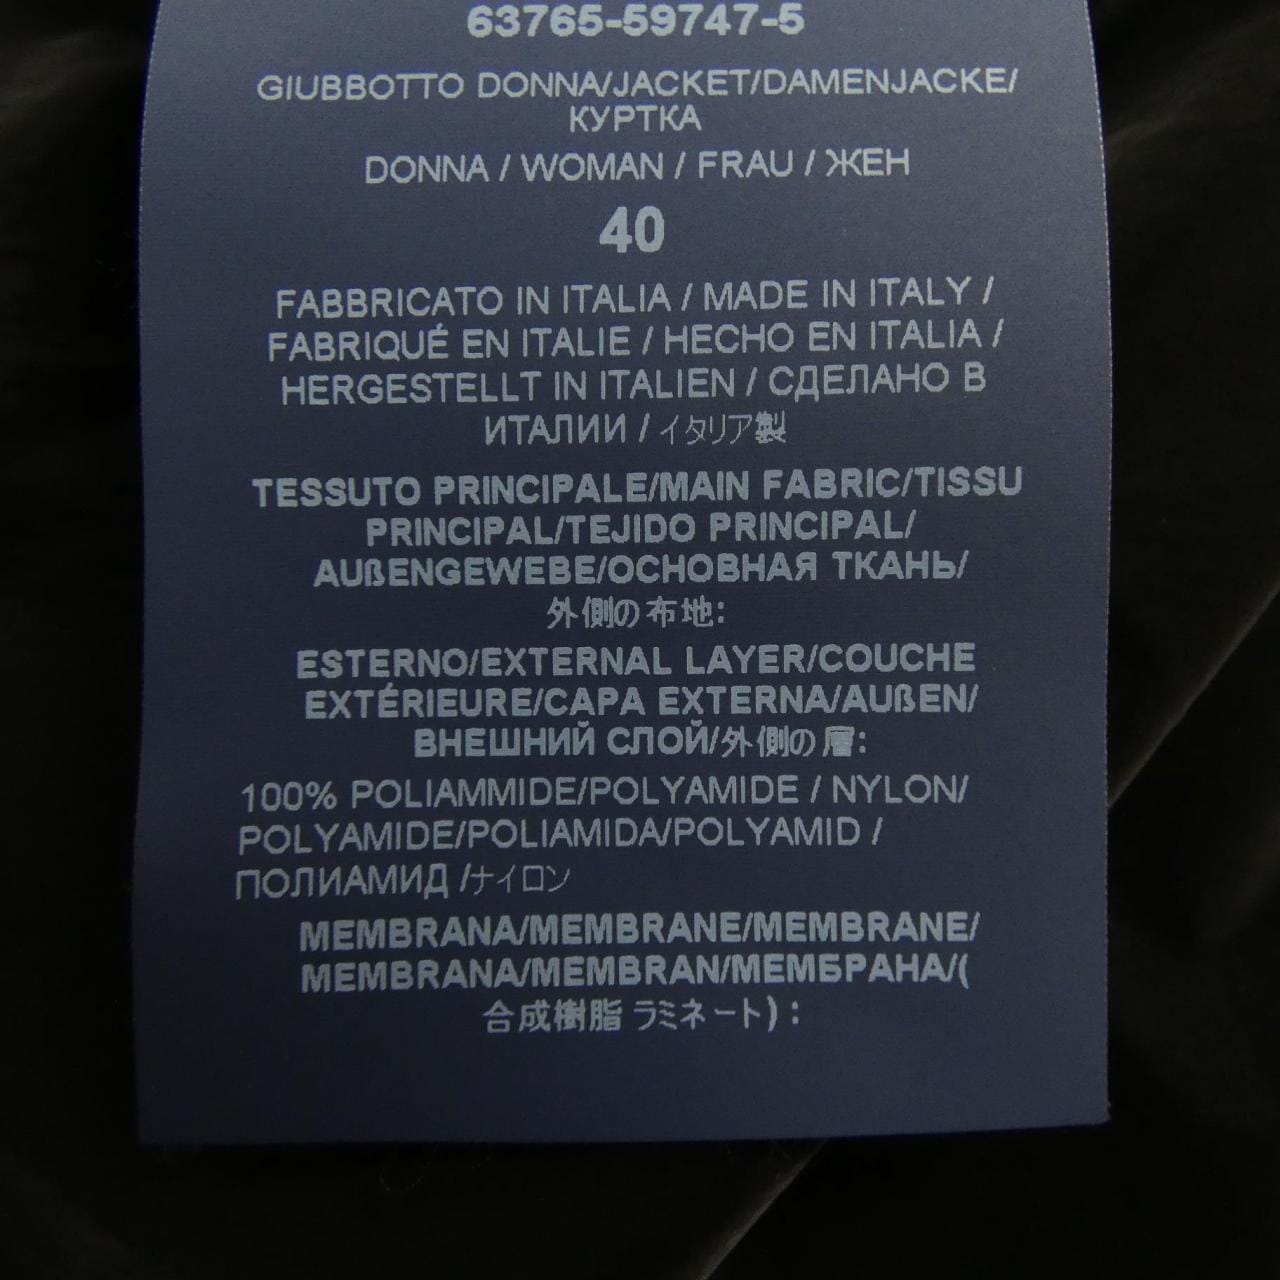 63765-59747-5
GIUBBOTTO DONNA/JACKET/DAMENJACKE/
КУРТКА
DONNA / WOMAN / FRAU / ЖЕН
40
FABBRICATO IN ITALIA / MADE IN ITALY /
FABRIQUÉ EN ITALIE / HECHO EN ITALIA /
HERGESTELLT IN ITALIEN / СДЕЛАНО В
ИТАЛИИ / イタリア製
TESSUTO PRINCIPALE/MAIN FABRIC/TISSU
PRINCIPAL/TEJIDO PRINCIPAL/
AUßENGEWEBE/ОСНОВНАЯ ТКАНЬ/
外側の布地:
ESTERNO/EXTERNAL LAYER/COUCHE
EXTÉRIEURE/CAPA EXTERNA/AUßEN/
ВНЕШНИЙ СЛОЙ/外側の層:
100% POLIAMMIDE/POLYAMIDE / NYLON/
POLYAMIDE/POLIAMIDA/POLYAMID /
ПОЛИАМИД /ナイロン
MEMBRANA/MEMBRANE/MEMBRANE/
MEMBRANA/MEMBRAN/МЕМБРАНА/(
合成樹脂 ラミネート) :